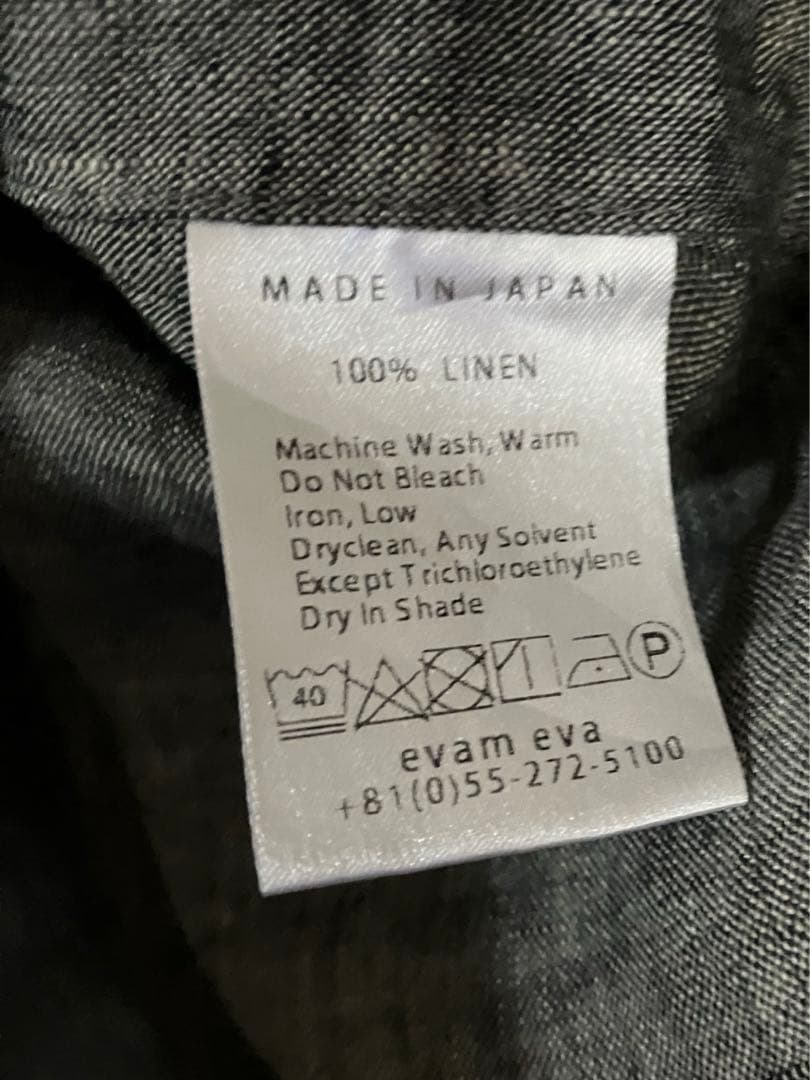 MADE IN JAPAN
100% LINEN
Machine Wash, Warm
Do Not Bleach
Iron, Low
Dryclean, Any Solvent
Except Trichloroethylene
Dry In Shade
40 P
evam eva
+81(0)55-272-5100